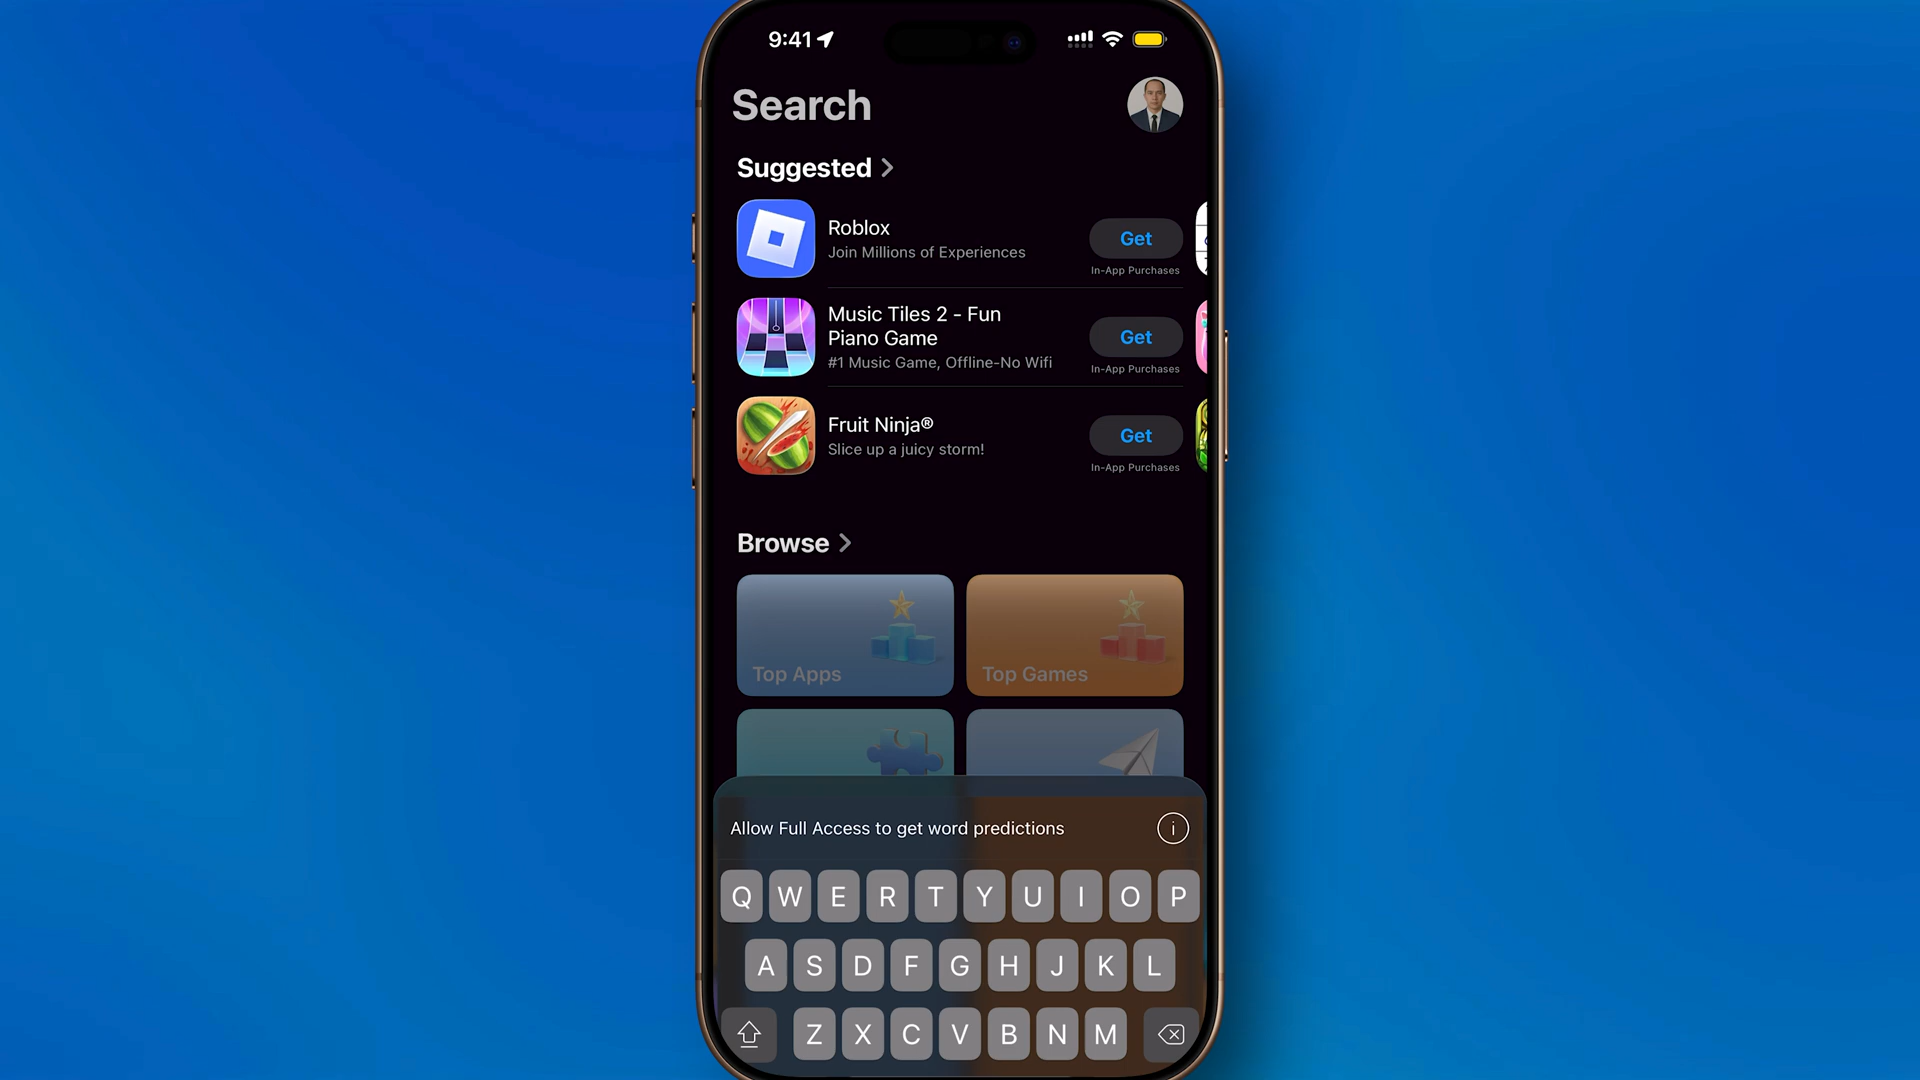 9:41
Search
Suggested
Roblox
Join Millions of Experiences
Get
In-App Purchases
Music Tiles 2 - Fun
Piano Game
#1 Music Game, Offline-No Wifi
Get
In-App Purchases
Fruit Ninja®
Slice up a juicy storm!
Get
In-App Purchases
Browse
Top Apps
Top Games
Allow Full Access to get word predictions
Q W E R T Y U I O P
A S D F G H J K L
Z X C V B N M